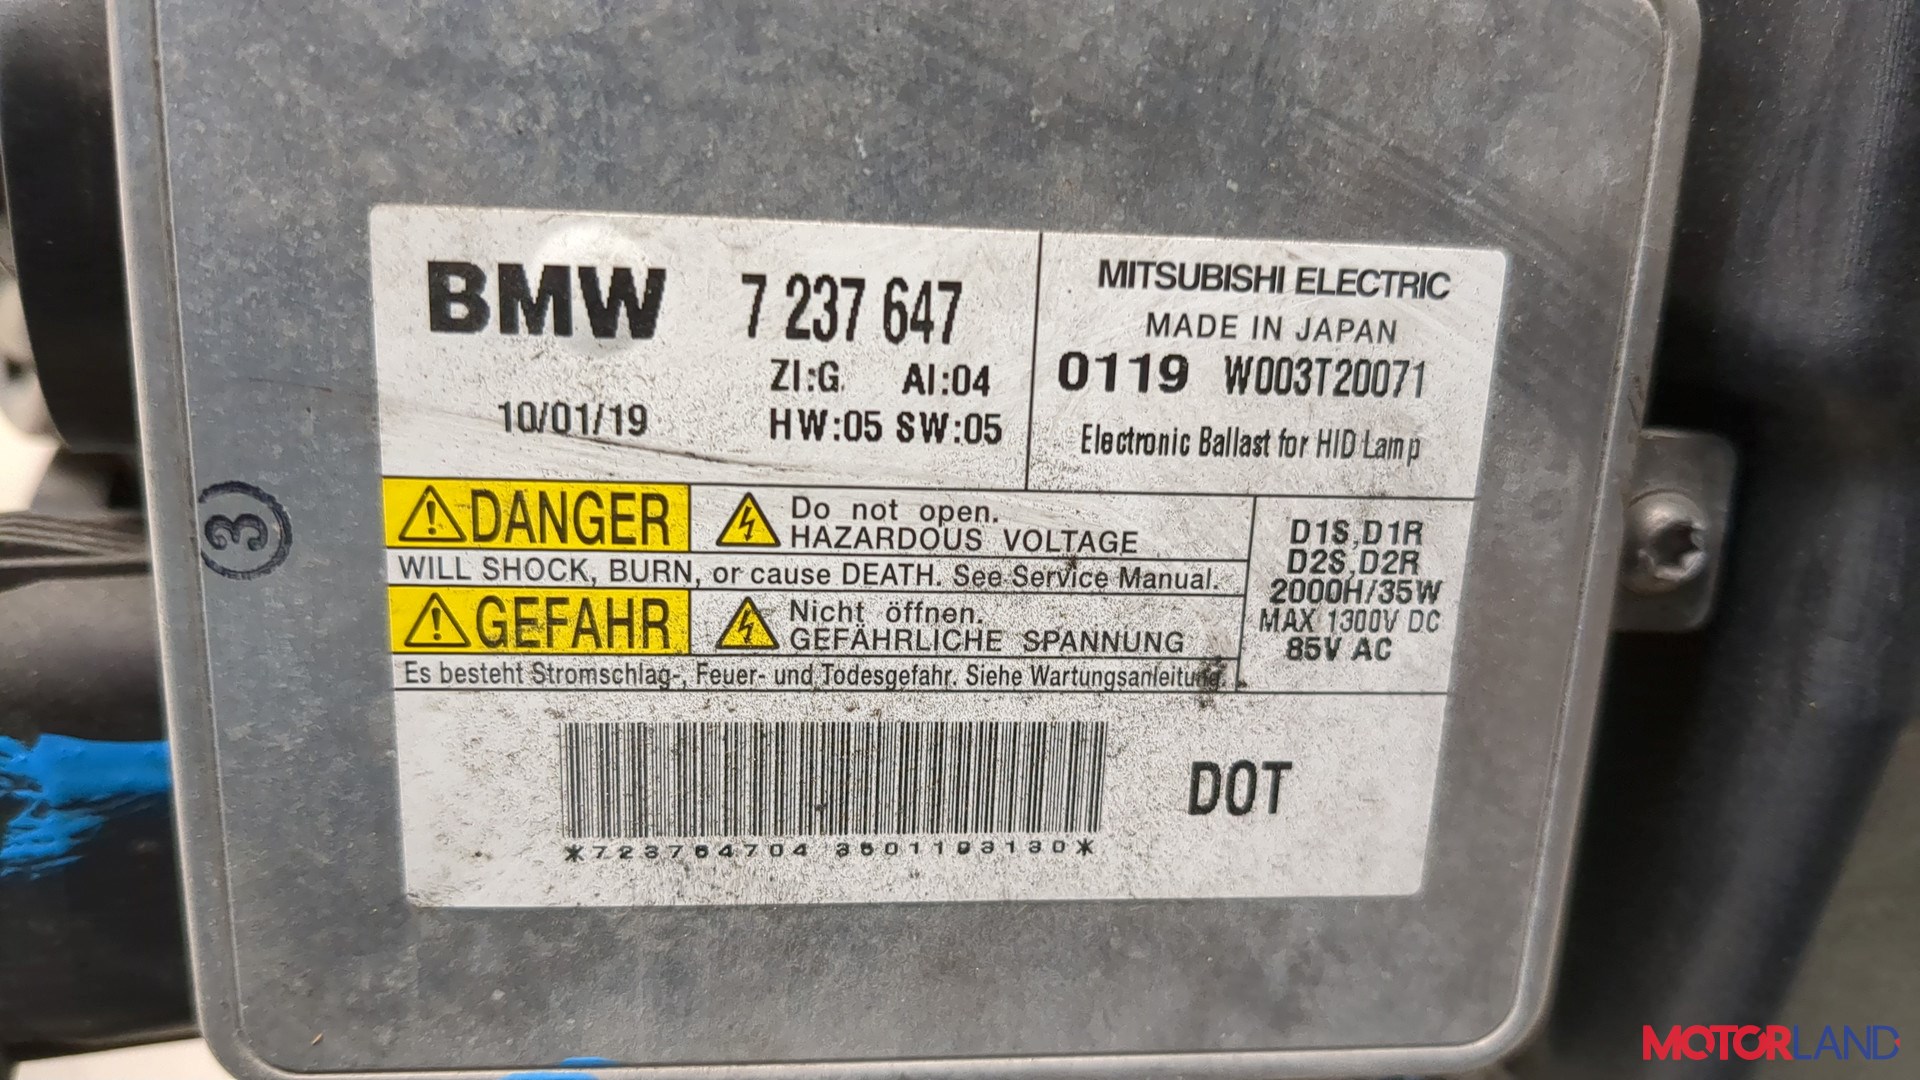 BMW 7 237 647
ZI:G. AI:04
10/01/19 HW:05 SW:05
MITSUBISHI ELECTRIC
MADE IN JAPAN
0119 W003T20071
Electronic Ballast for HID Lamp
DANGER
Do not open.
HAZARDOUS VOLTAGE
WILL SHOCK, BURN, or cause DEATH. See Service Manual.
GEFAHR
Nicht öffnen.
GEFÄHRLICHE SPANNUNG
Es besteht Stromschlag-, Feuer- und Todesgefahr. Siehe Wartungsanleitung.
D1S,D1R
D2S,D2R
2000H/35W
MAX 1300V DC
85V AC
DOT
3
MOTORLAND